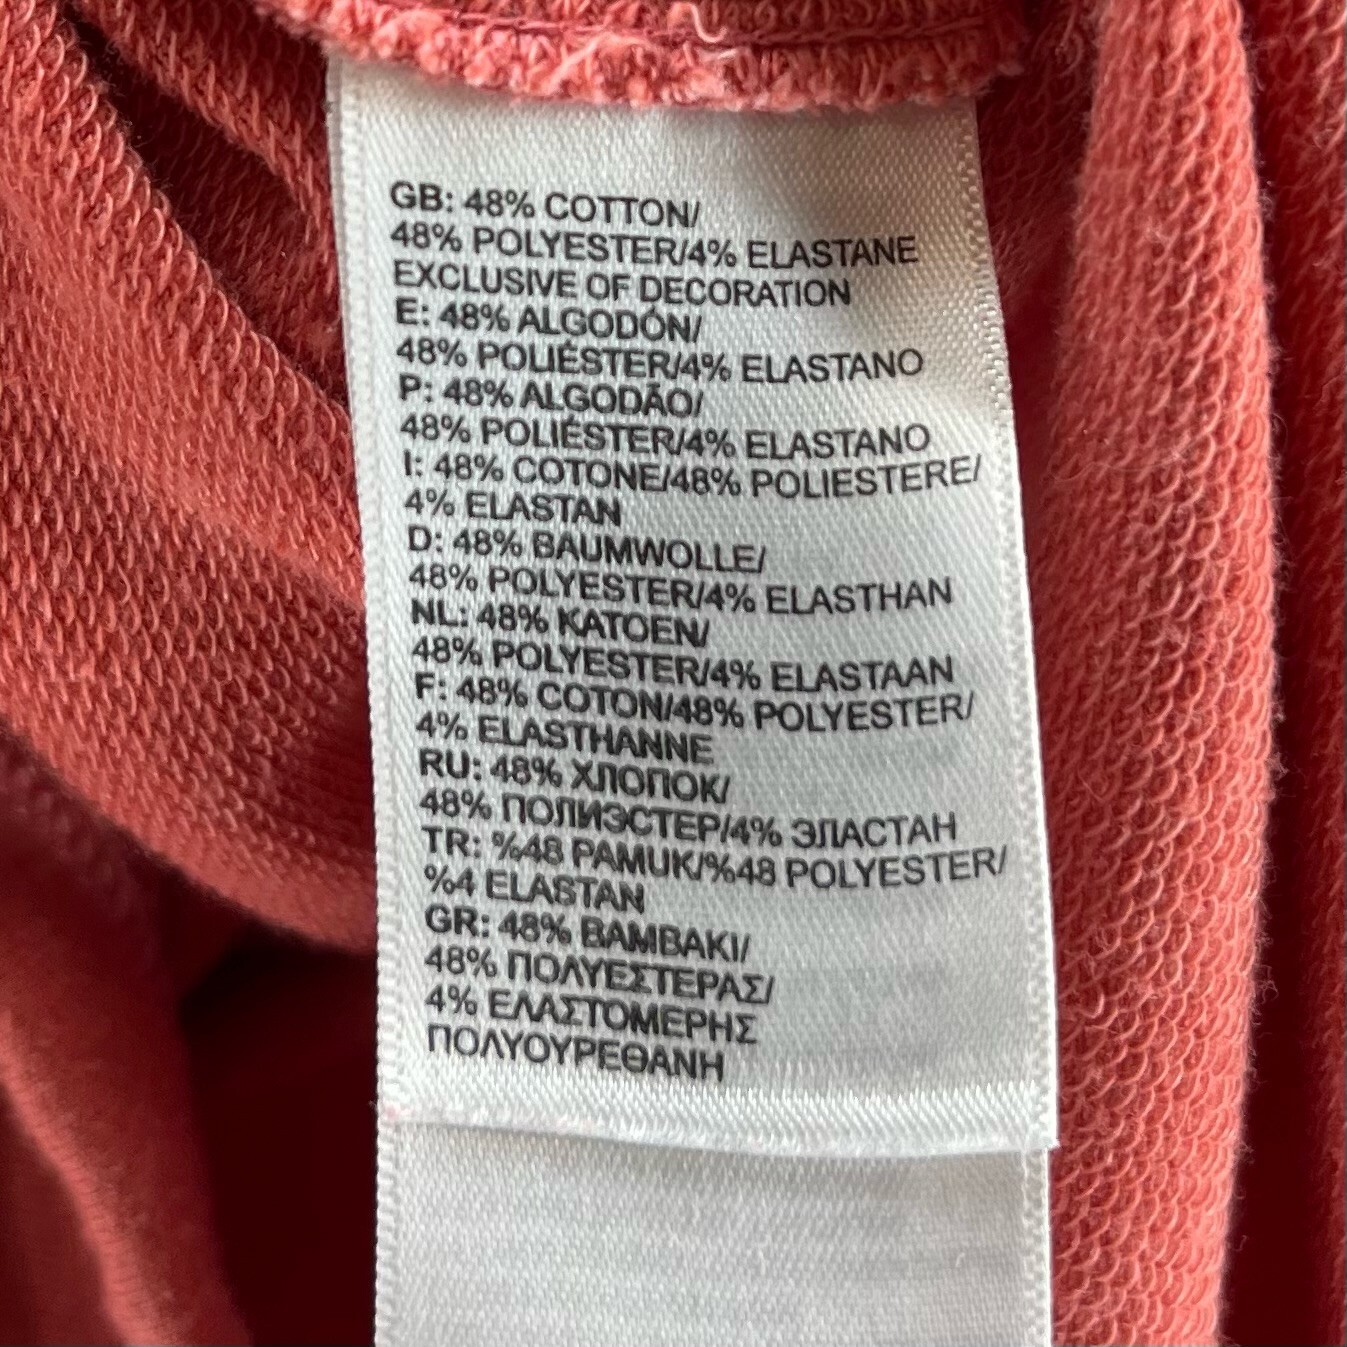 GB: 48% COTTON/
48% POLYESTER/4% ELASTANE
EXCLUSIVE OF DECORATION
E: 48% ALGODÓN/
48% POLIÉSTER/4% ELASTANO
P: 48% ALGODÃO/
48% POLIÉSTER/4% ELASTANO
I: 48% COTONE/48% POLIESTERE/
4% ELASTAN
D: 48% BAUMWOLLE/
48% POLYESTER/4% ELASTHAN
NL: 48% KATOEN/
48% POLYESTER/4% ELASTAAN
F: 48% COTON/48% POLYESTER/
4% ELASTHANNE
RU: 48% ХЛОПОК/
48% ПОЛИЭСТЕР/4% ЭЛАСТАН
TR: %48 PAMUK/%48 POLYESTER/
%4 ELASTAN
GR: 48% ΒΑΜΒΑΚΙ/
48% ΠΟΛΥΕΣΤΕΡΑΣ/
4% ΕΛΑΣΤΟΜΕΡΗΣ
ΠΟΛΥΟΥΡΕΘΑΝΗ